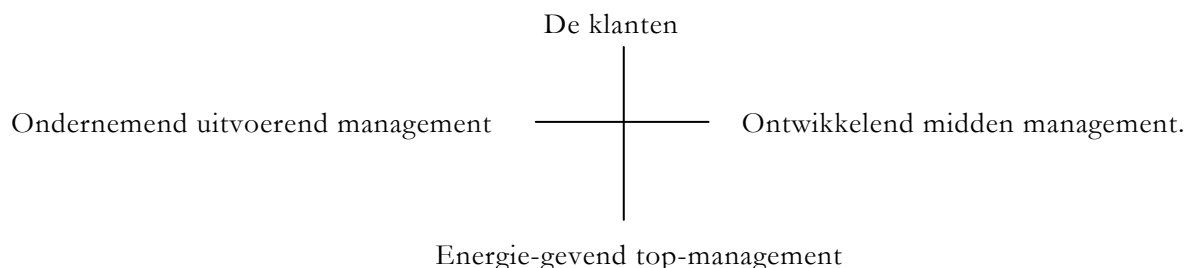 De klanten
Ondernemend uitvoerend management
Ontwikkelend midden management.
Energie-gevend top-management